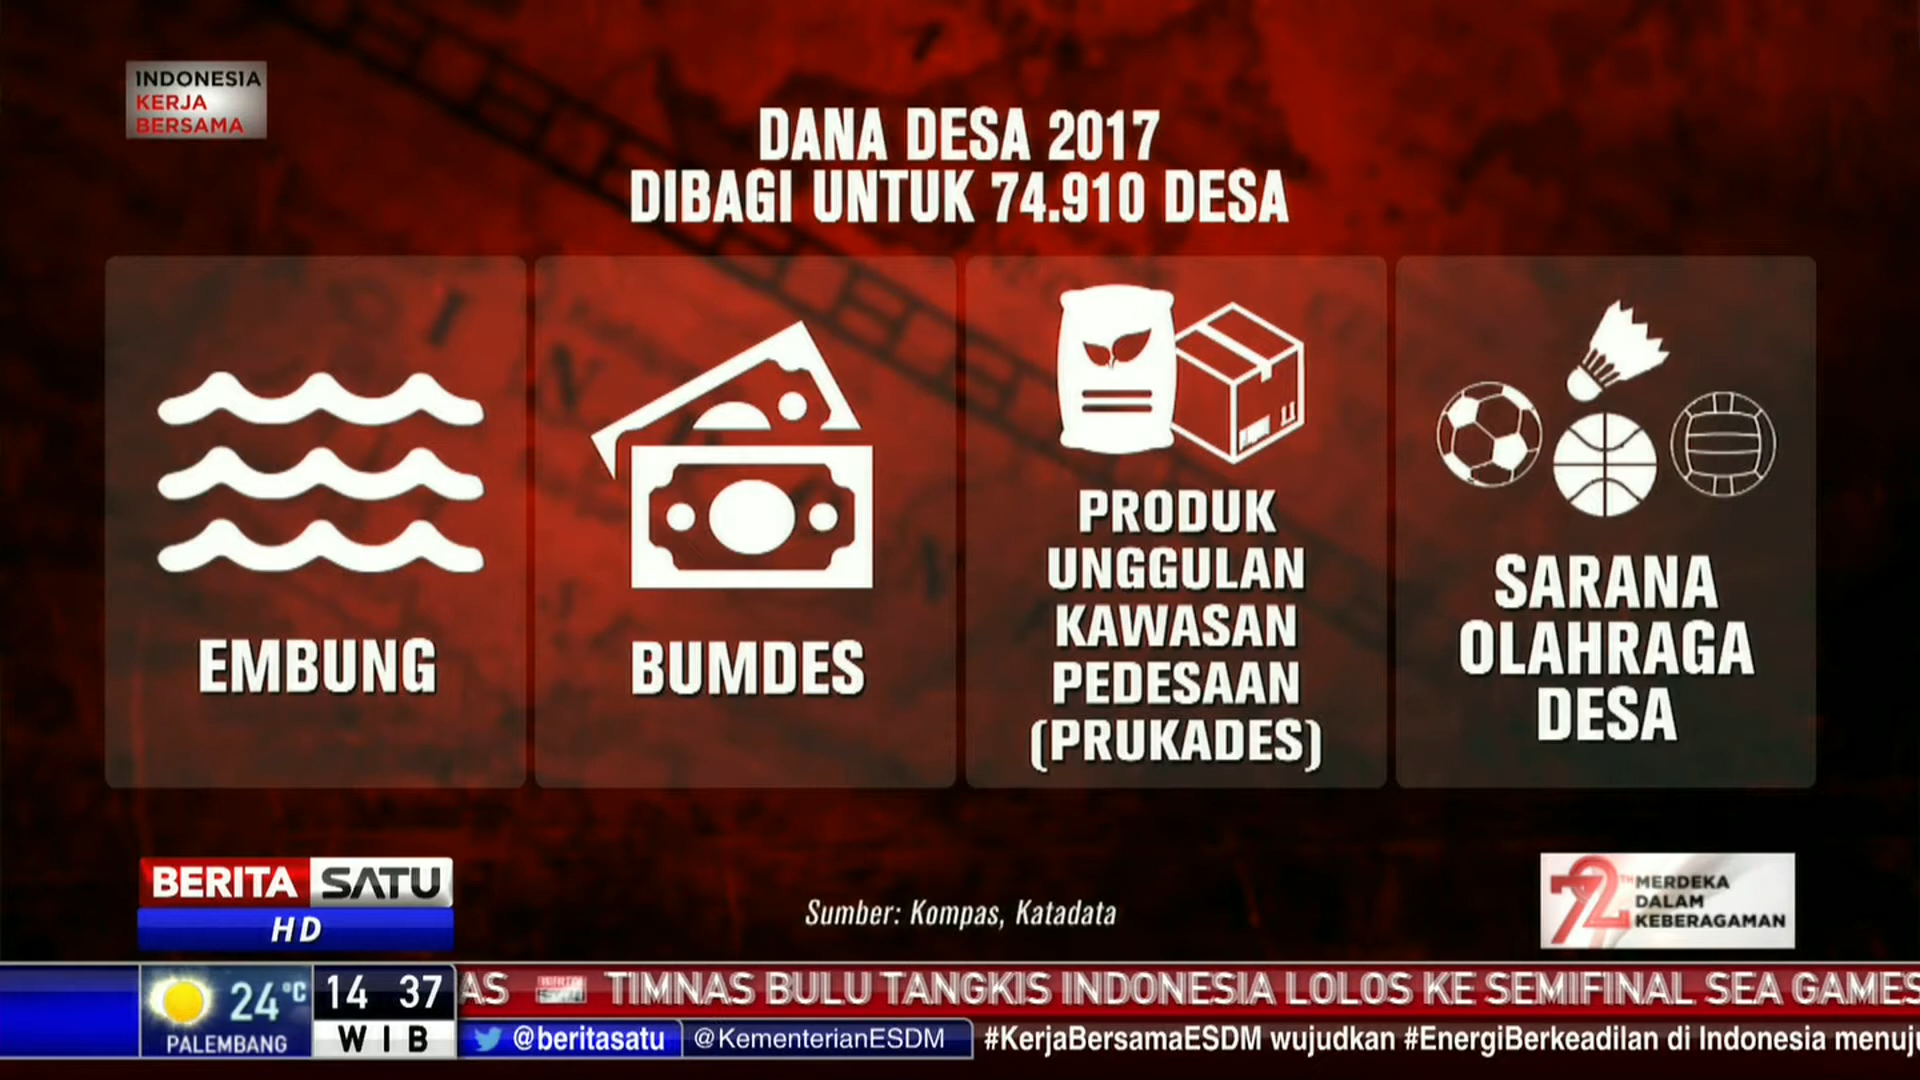 INDONESIA
KERJA
BERSAMA
DANA DESA 2017
DIBAGI UNTUK 74.910 DESA
EMBUNG
BUMDES
PRODUK
UNGGULAN
KAWASAN
PEDESAAN
(PRUKADES)
SARANA
OLAHRAGA
DESA
BERITA SATU
HD
Sumber: Kompas, Katadata
72TH MERDEKA
DALAM
KEBERAGAMAN
24°C
PALEMBANG
14 37
WIB
AS TIMNAS BULU TANGKIS INDONESIA LOLOS KE SEMIFINAL SEA GAMES
@beritasatu @KementerianESDM #KerjaBersamaESDM wujudkan #EnergiBerkeadilan di Indonesia menuju